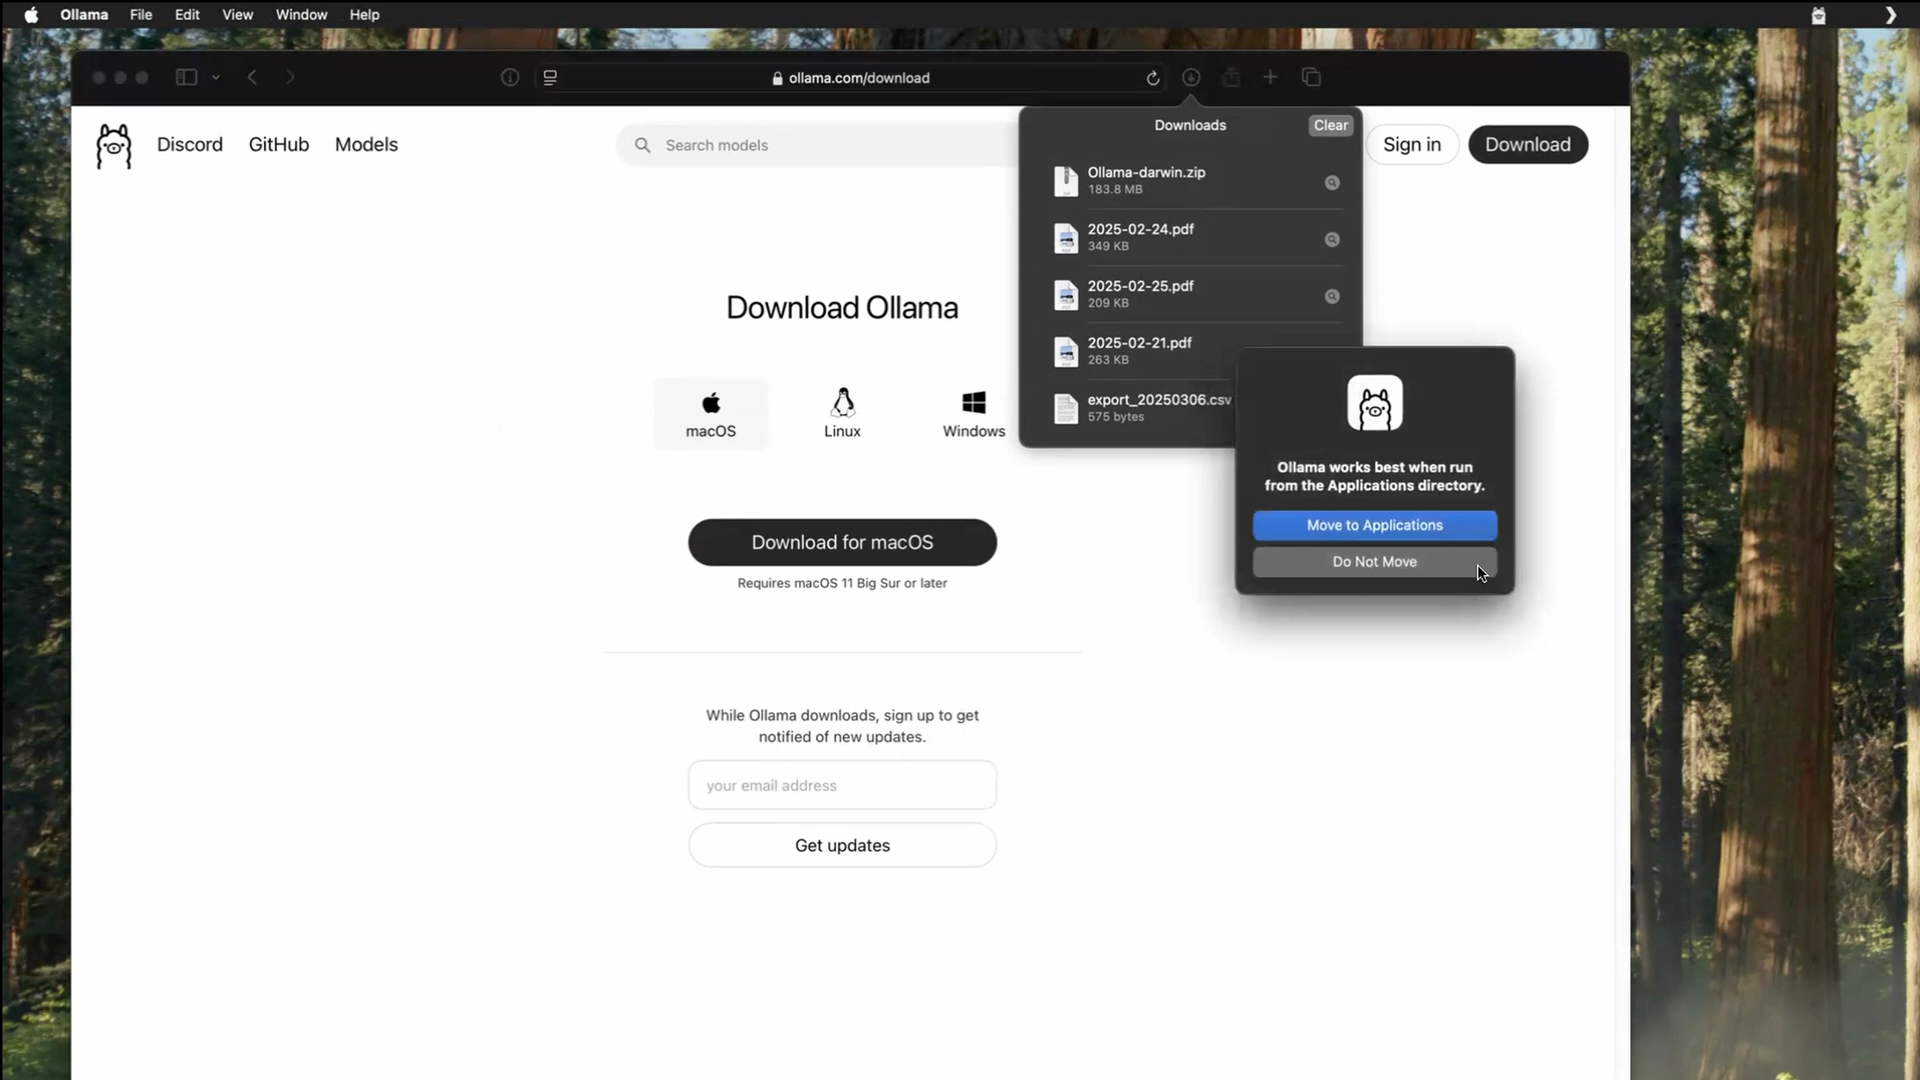 Ollama File Edit View Window Help
ollama.com/download
Discord GitHub Models
Search models
Sign in
Download
Downloads
Clear
Ollama-darwin.zip
183.8 MB
2025-02-24.pdf
349 KB
2025-02-25.pdf
209 KB
2025-02-21.pdf
263 KB
export_20250306.csv
575 bytes
Download Ollama
macOS
Linux
Windows
Ollama works best when run
from the Applications directory.
Move to Applications
Do Not Move
Download for macOS
Requires macOS 11 Big Sur or later
While Ollama downloads, sign up to get
notified of new updates.
your email address
Get updates